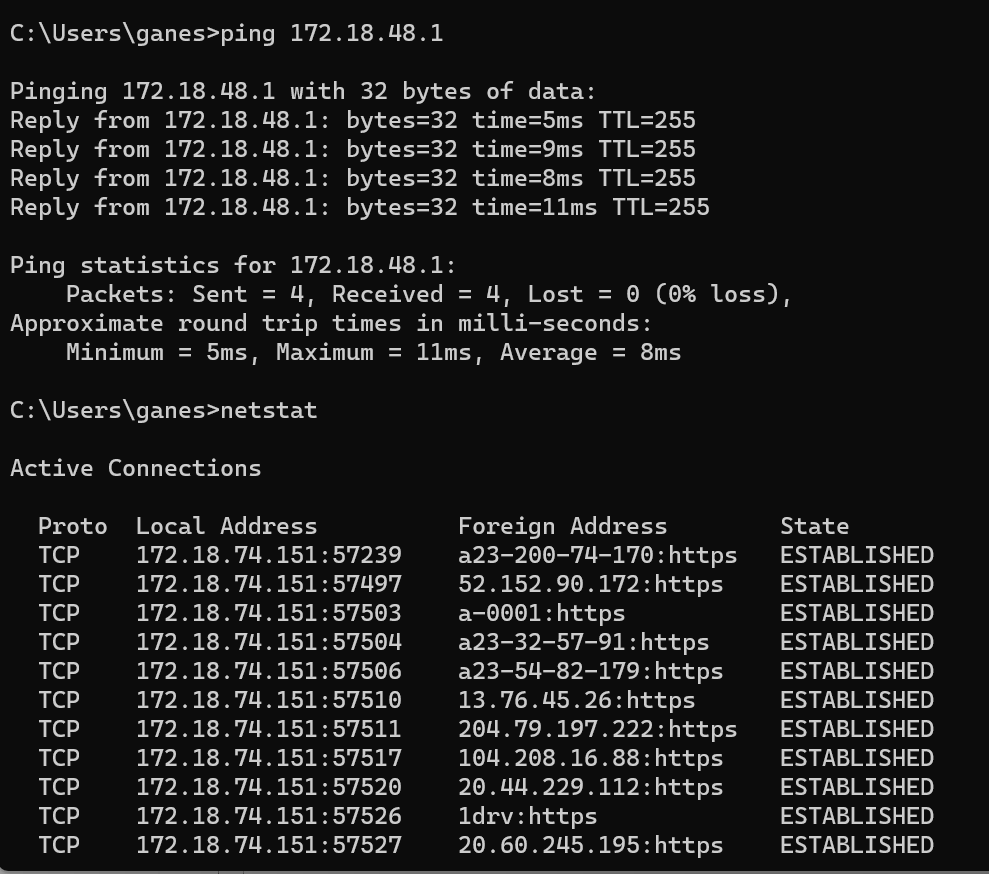 C:\Users\ganes>ping 172.18.48.1
Pinging 172.18.48.1 with 32 bytes of data:
Reply from 172.18.48.1: bytes=32 time=5ms TTL=255
Reply from 172.18.48.1: bytes=32 time=9ms TTL=255
Reply from 172.18.48.1: bytes=32 time=8ms TTL=255
Reply from 172.18.48.1: bytes=32 time=11ms TTL=255
Ping statistics for 172.18.48.1:
    Packets: Sent = 4, Received = 4, Lost = 0 (0% loss),
Approximate round trip times in milli-seconds:
    Minimum = 5ms, Maximum = 11ms, Average = 8ms
C:\Users\ganes>netstat
Active Connections
  Proto  Local Address          Foreign Address        State
  TCP    172.18.74.151:57239    a23-200-74-170:https   ESTABLISHED
  TCP    172.18.74.151:57497    52.152.90.172:https    ESTABLISHED
  TCP    172.18.74.151:57503    a-0001:https           ESTABLISHED
  TCP    172.18.74.151:57504    a23-32-57-91:https     ESTABLISHED
  TCP    172.18.74.151:57506    a23-54-82-179:https    ESTABLISHED
  TCP    172.18.74.151:57510    13.76.45.26:https      ESTABLISHED
  TCP    172.18.74.151:57511    204.79.197.222:https   ESTABLISHED
  TCP    172.18.74.151:57517    104.208.16.88:https    ESTABLISHED
  TCP    172.18.74.151:57520    20.44.229.112:https    ESTABLISHED
  TCP    172.18.74.151:57526    1drv:https             ESTABLISHED
  TCP    172.18.74.151:57527    20.60.245.195:https    ESTABLISHED